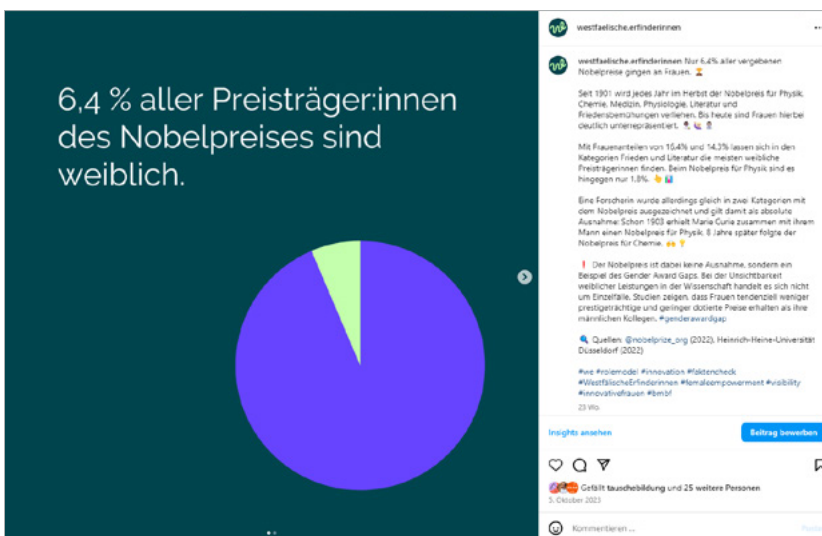 6,4 % aller Preisträger:innen
des Nobelpreises sind
weiblich.
westfaelische.erfinderinnen
westfaelische.erfinderinnen Nur 6,4% aller vergebenen
Nobelpreise gingen an Frauen.
Seit 1901 wird jedes Jahr im Herbst der Nobelpreis für Physik,
Chemie, Medizin, Physiologie, Literatur und
Friedensbemühungen verliehen. Bis heute sind Frauen hierbei
deutlich unterrepräsentiert.
Mit Frauenanteilen von 16,4% und 14,3% lassen sich in den
Kategorien Frieden und Literatur die meisten weibliche
Preisträgerinnen finden. Beim Nobelpreis für Physik sind es
hingegen nur 1,8%.
Eine Forscherin wurde allerdings gleich in zwei Kategorien mit
dem Nobelpreis ausgezeichnet und gilt damit als absolute
Ausnahme: Schon 1903 erhielt Marie Curie zusammen mit ihrem
Mann einen Nobelpreis für Physik. 8 Jahre später folgte der
Nobelpreis für Chemie.
Der Nobelpreis ist dabei keine Ausnahme, sondern ein
Beispiel des Gender Award Gaps. Bei der Unsichtbarkeit
weiblicher Leistungen in der Wissenschaft handelt es sich nicht
um Einzelfälle. Studien zeigen, dass Frauen tendenziell weniger
prestigeträchtige und geringer dotierte Preise erhalten als ihre
männlichen Kollegen. #genderawardgap
Quellen: @nobelprize_org (2022), Heinrich-Heine-Universität
Düsseldorf (2022)
#we #rolemodel #innovation #faktencheck
#WestfälischeErfinderinnen #femaleempowerment #visibility
#innovativefrauen #bmbf
23 Wo.
Insights ansehen
Beitrag bewerben
Gefällt tauschebildung und 25 weitere Personen
5. Oktober 2023
Kommentieren ...